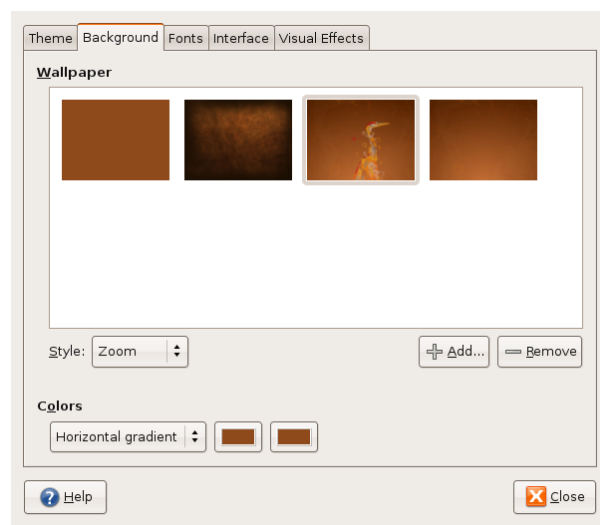 Theme Background Fonts Interface Visual Effects
Wallpaper
Style: Zoom Add... Remove
Colors
Horizontal gradient
Help Close